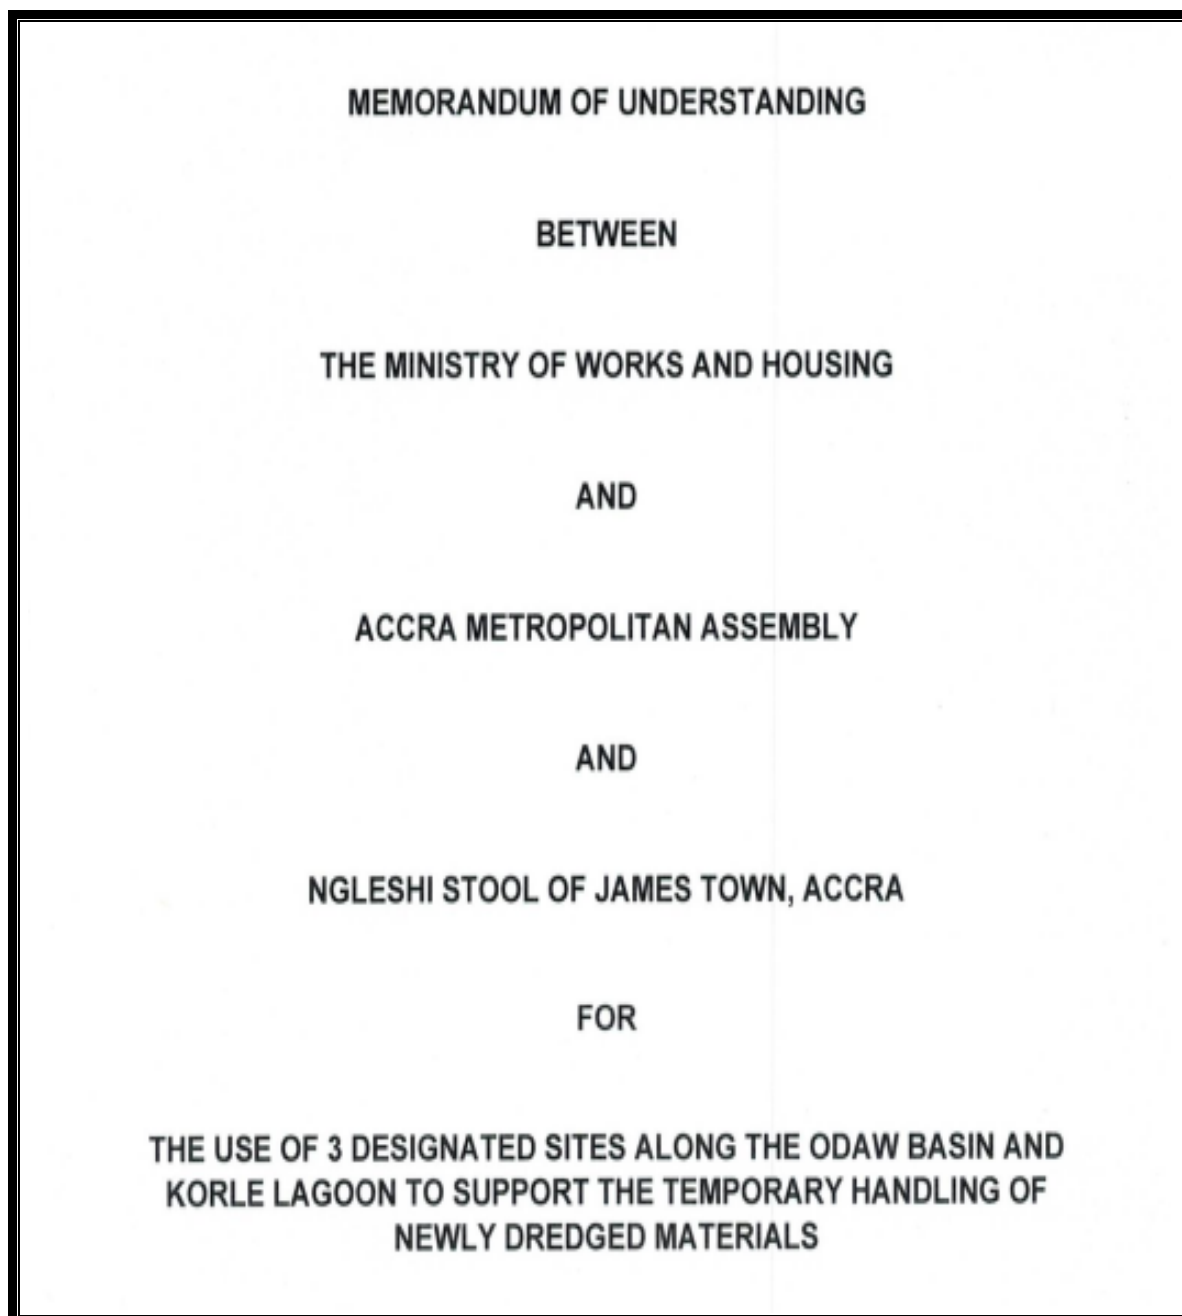 MEMORANDUM OF UNDERSTANDING
BETWEEN
THE MINISTRY OF WORKS AND HOUSING
AND
ACCRA METROPOLITAN ASSEMBLY
AND
NGLESHI STOOL OF JAMES TOWN, ACCRA
FOR
THE USE OF 3 DESIGNATED SITES ALONG THE ODAW BASIN AND
KORLE LAGOON TO SUPPORT THE TEMPORARY HANDLING OF
NEWLY DREDGED MATERIALS